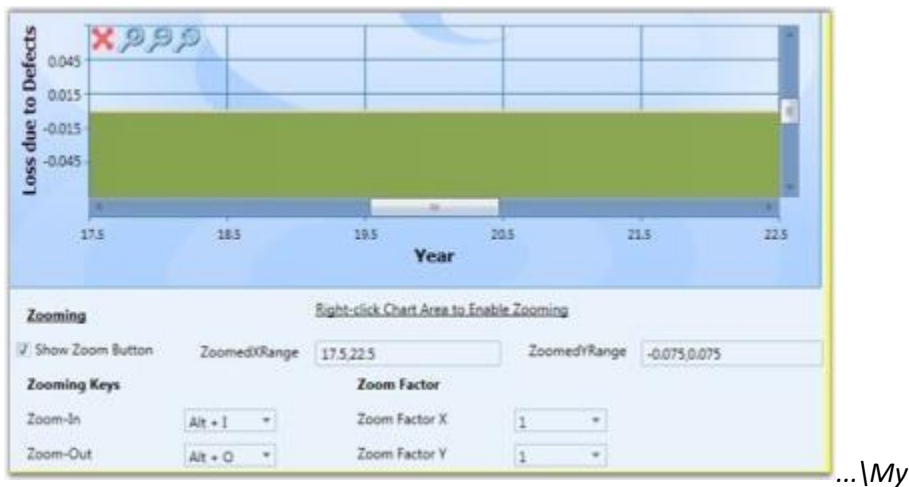 Loss due to Defects
0.045
0.015
-0.015
-0.045
17.5 18.5 19.5 20.5 21.5 22.5
Year
Zooming Right-click Chart Area to Enable Zooming
Show Zoom Button ZoomedXRange 17.5,22.5 ZoomedYRange -0.075,0.075
Zooming Keys Zoom Factor
Zoom-In Alt + I Zoom Factor X 1
Zoom-Out Alt + O Zoom Factor Y 1
...\My